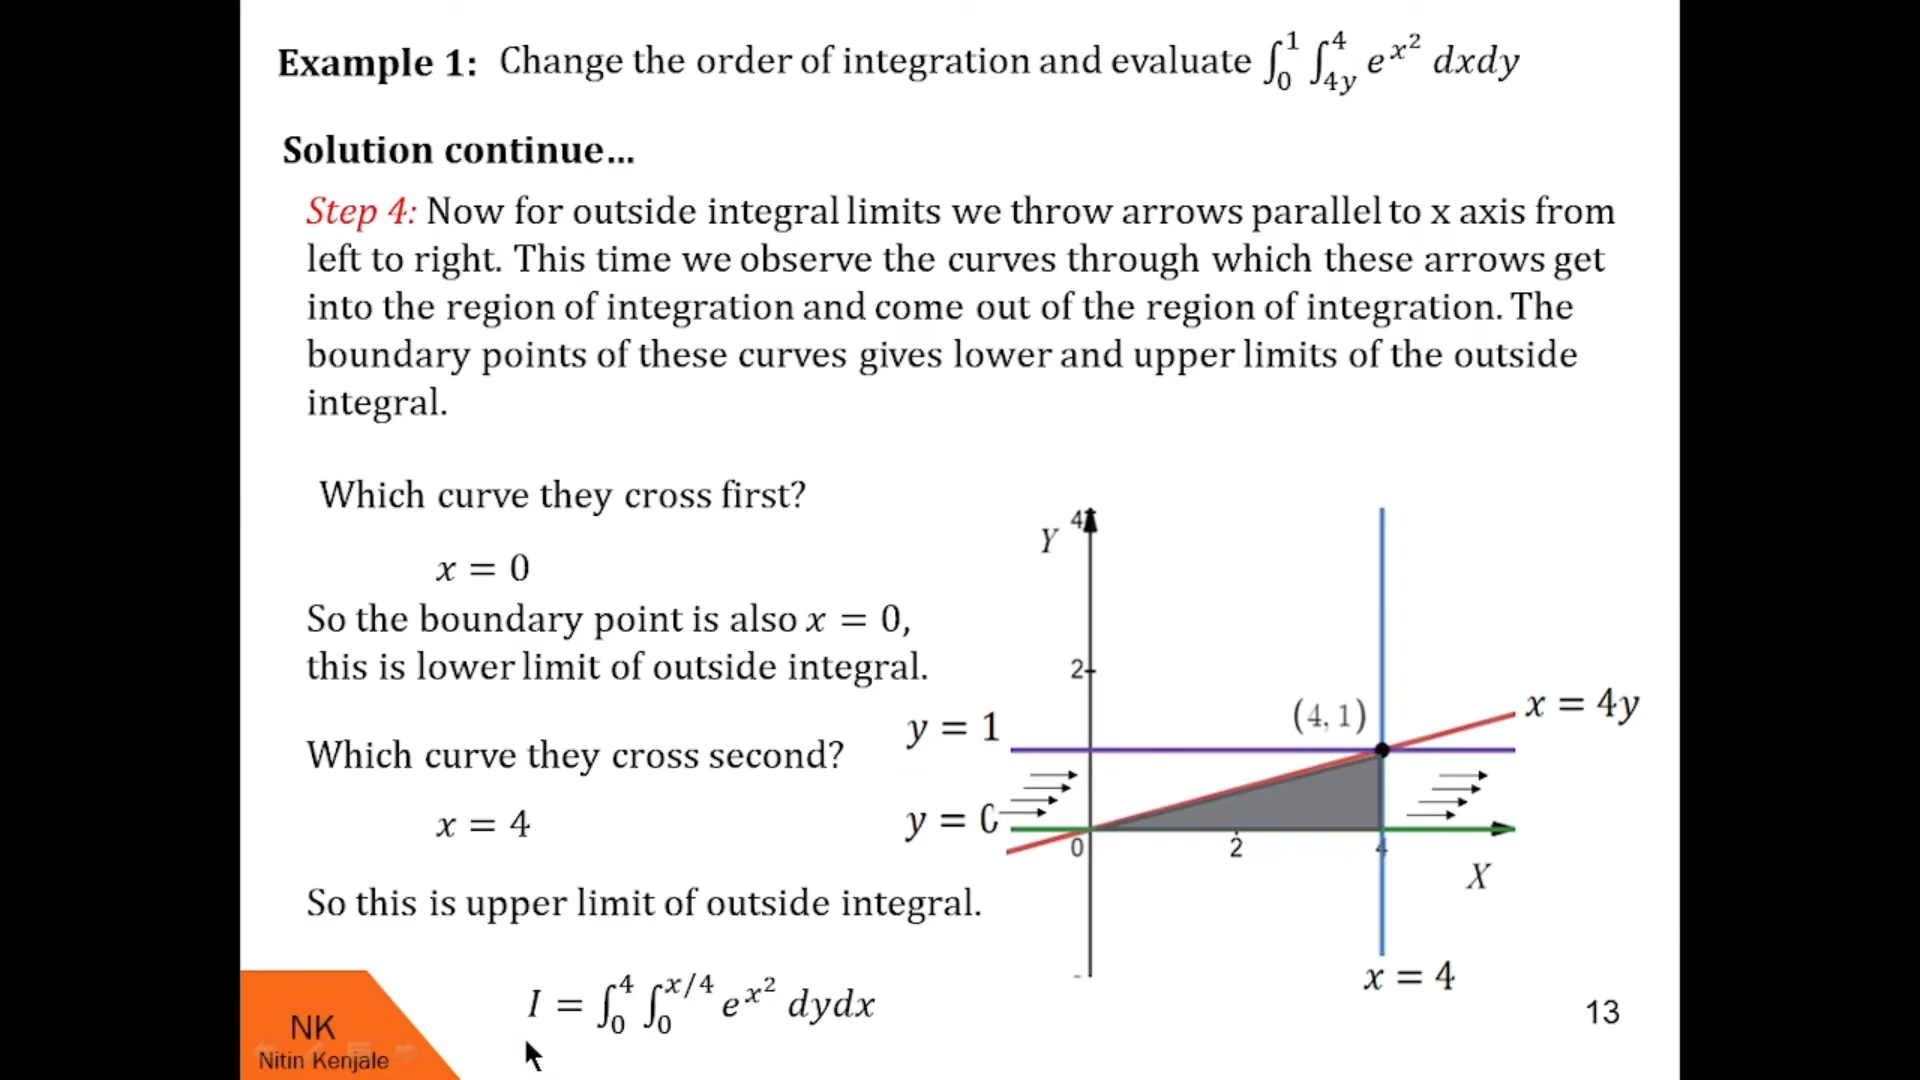 Example 1: Change the order of integration and evaluate ∫₀¹ ∫₄ᵧ⁴ eˣ² dxdy
Solution continue...
Step 4: Now for outside integral limits we throw arrows parallel to x axis from
left to right. This time we observe the curves through which these arrows get
into the region of integration and come out of the region of integration. The
boundary points of these curves gives lower and upper limits of the outside
integral.
Which curve they cross first?
x = 0
So the boundary point is also x = 0,
this is lower limit of outside integral.
Which curve they cross second?
x = 4
So this is upper limit of outside integral.
I = ∫₀⁴ ∫₀^(x/4) e^(x²) dydx
Y
4
2
(4, 1)
x = 4y
y = 1
y = 0
0
2
4
X
x = 4
NK
Nitin Kenjale
13